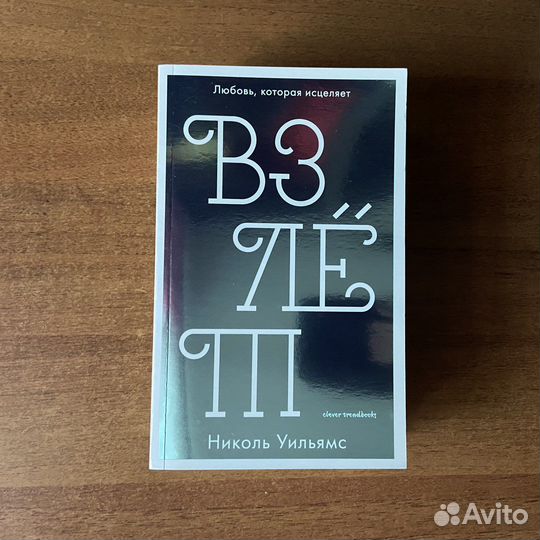 Любовь, которая исцеляет
ВЗ
ЛЁ
Т
clever trendbooks
Николь Уильямс
Avito